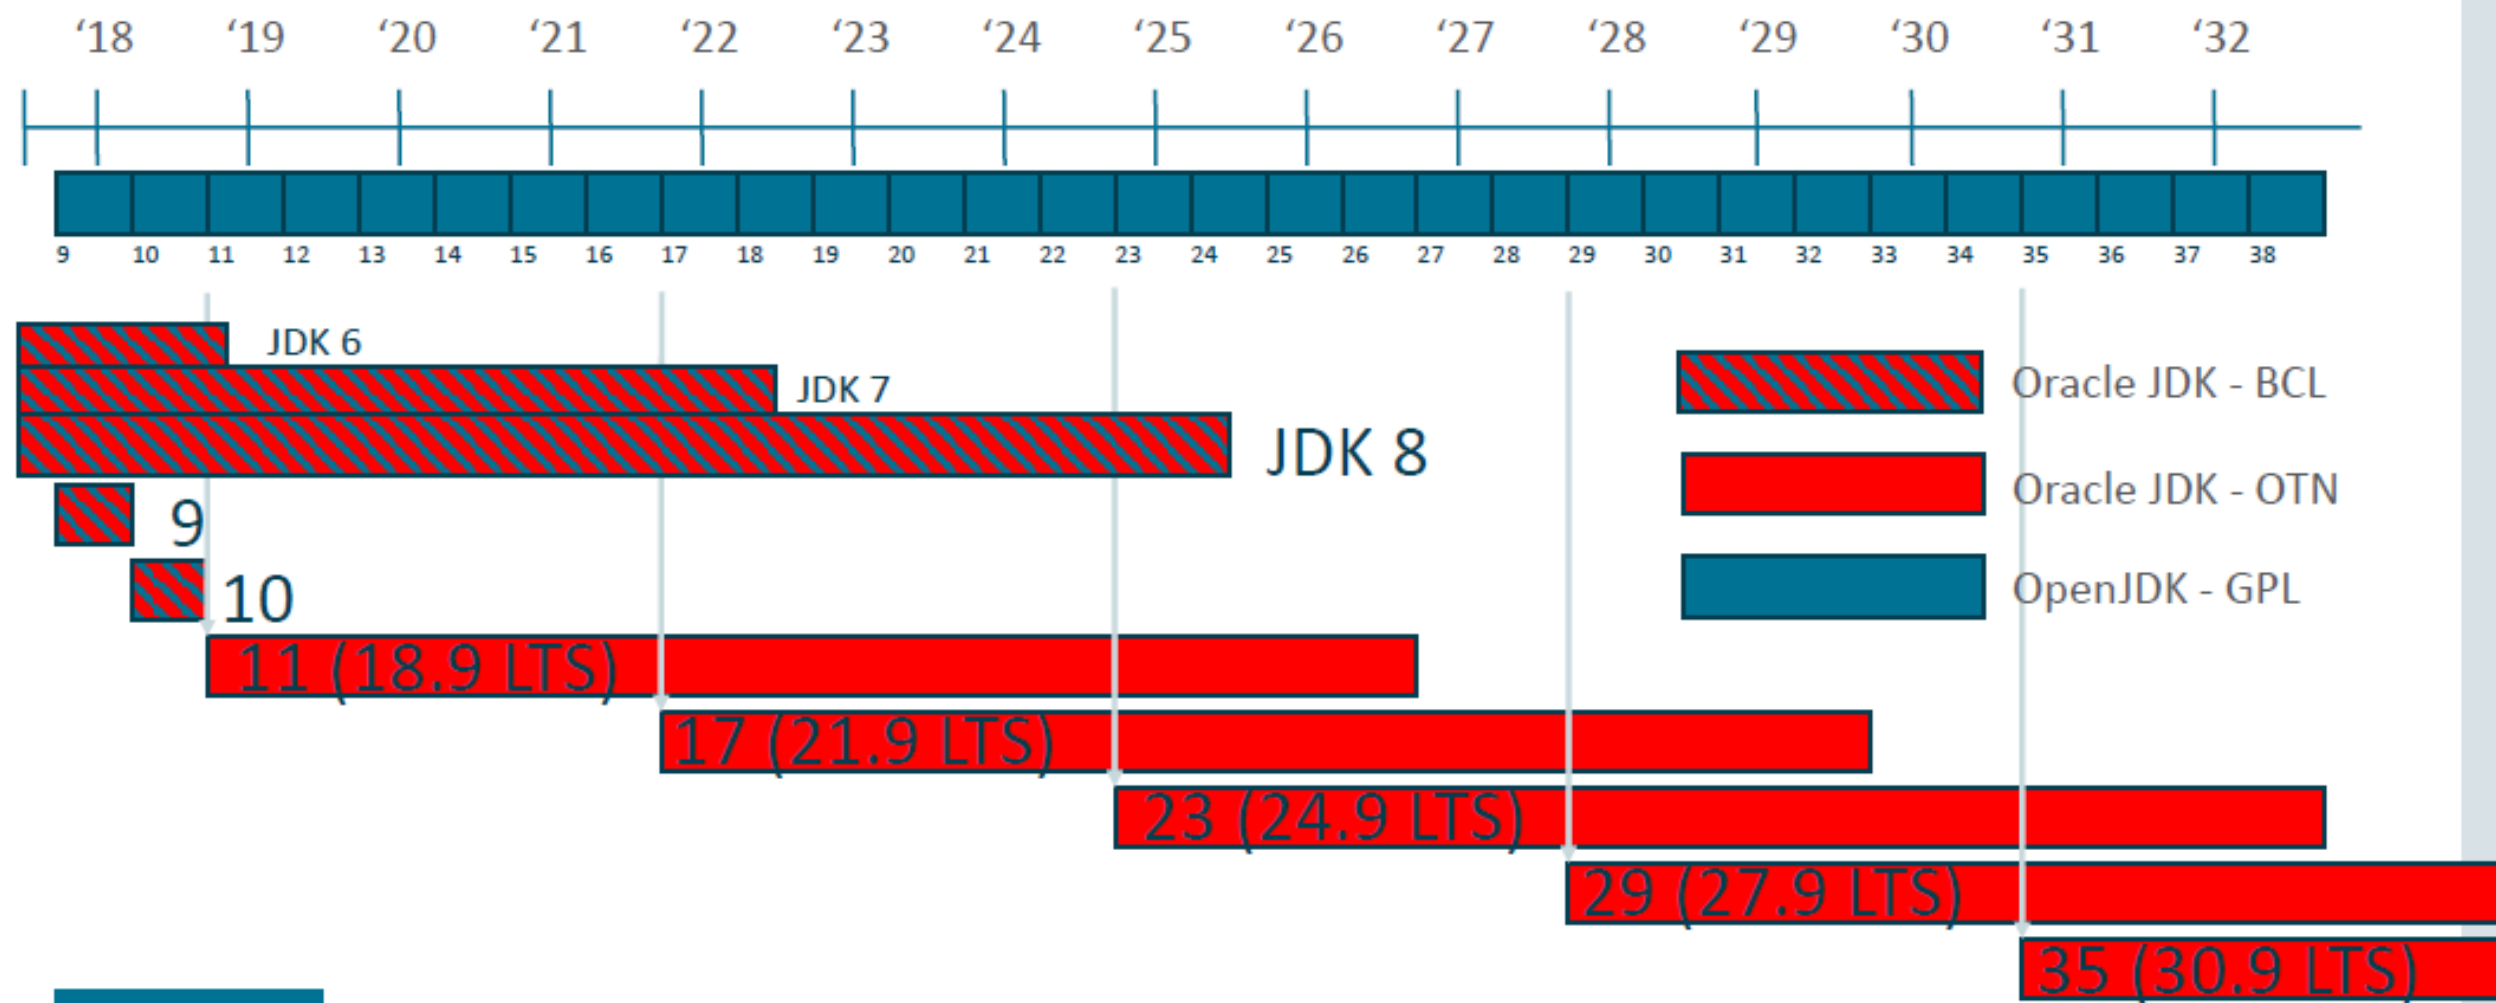 ‘18 ‘19 ‘20 ‘21 ‘22 ‘23 ‘24 ‘25 ‘26 ‘27 ‘28 ‘29 ‘30 ‘31 ‘32
9 10 11 12 13 14 15 16 17 18 19 20 21 22 23 24 25 26 27 28 29 30 31 32 33 34 35 36 37 38
JDK 6
JDK 7
JDK 8
9
10
11 (18.9 LTS)
17 (21.9 LTS)
23 (24.9 LTS)
29 (27.9 LTS)
35 (30.9 LTS)
Oracle JDK - BCL
Oracle JDK - OTN
OpenJDK - GPL